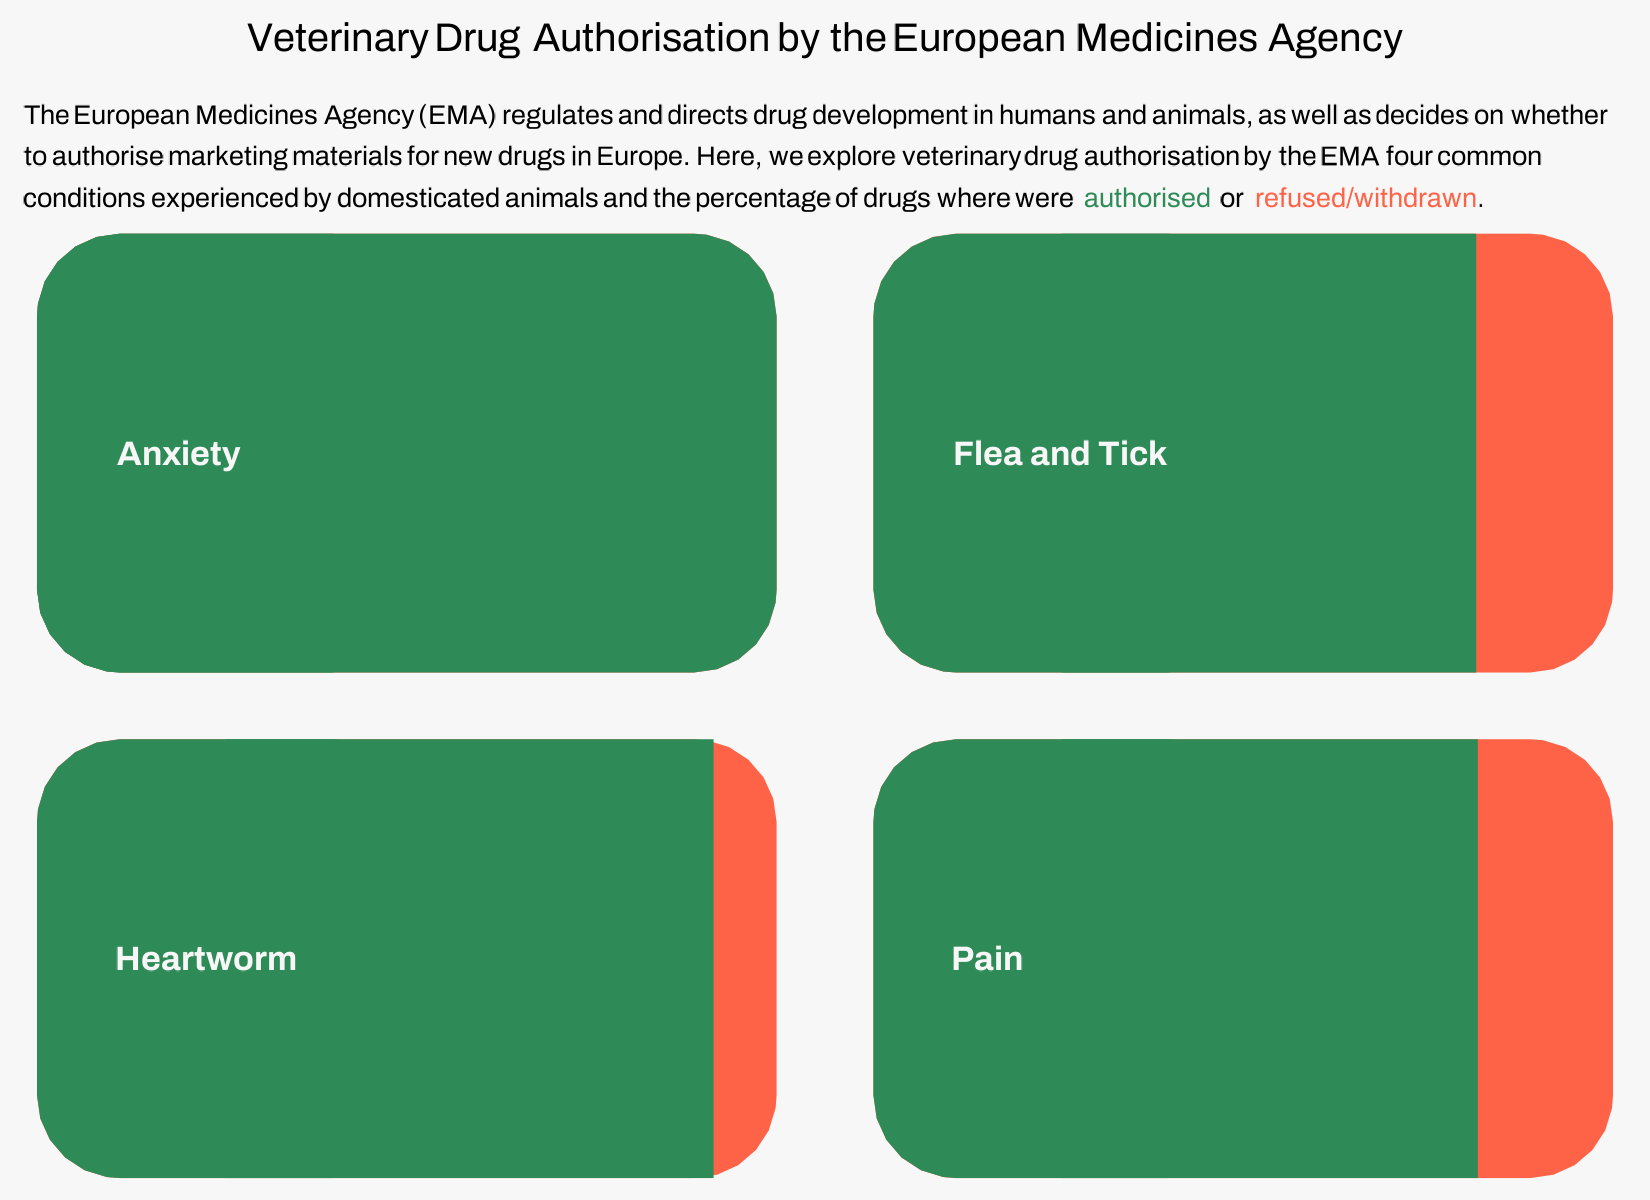 Veterinary Drug Authorisation by the European Medicines Agency
The European Medicines Agency (EMA) regulates and directs drug development in humans and animals, as well as decides on whether
to authorise marketing materials for new drugs in Europe. Here, we explore veterinary drug authorisation by the EMA four common
conditions experienced by domesticated animals and the percentage of drugs where were authorised or refused/withdrawn.
Anxiety
Flea and Tick
Heartworm
Pain